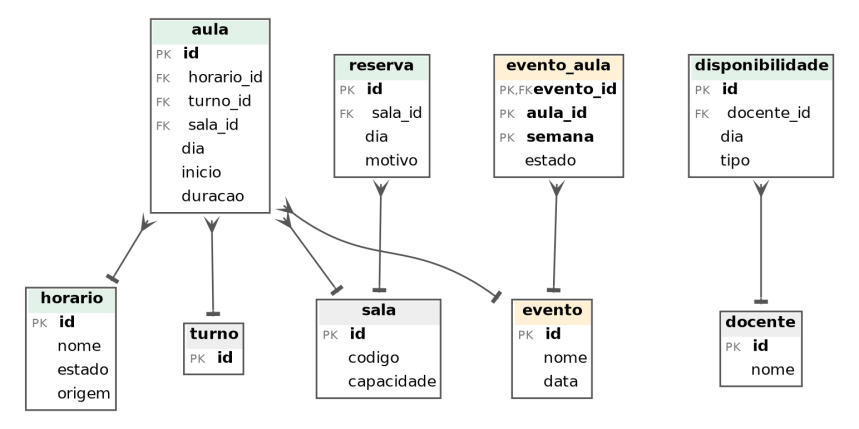 aula
PK id
FK horario_id
FK turno_id
FK sala_id
dia
inicio
duracao
reserva
PK id
FK sala_id
dia
motivo
evento_aula
PK,FK evento_id
PK aula_id
PK semana
estado
disponibilidade
PK id
FK docente_id
dia
tipo
horario
PK id
nome
estado
origem
turno
PK id
sala
PK id
codigo
capacidade
evento
PK id
nome
data
docente
PK id
nome